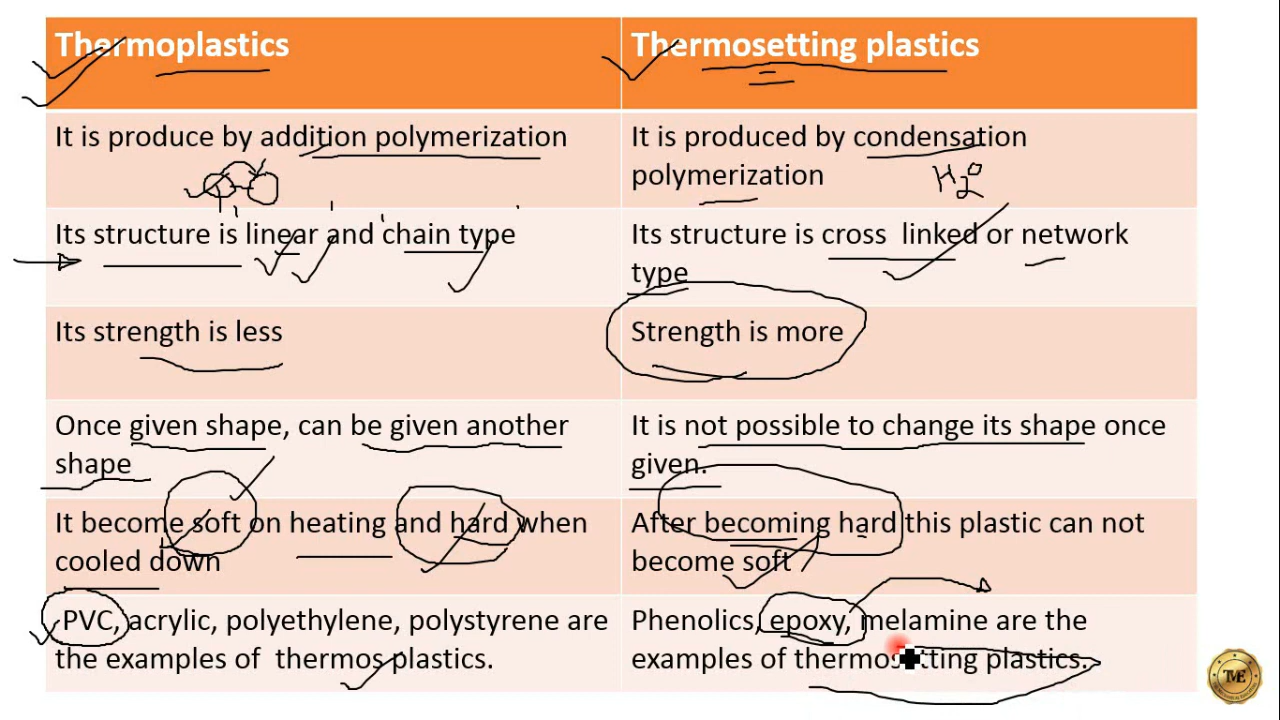 Thermoplastics
Thermosetting plastics
It is produce by addition polymerization
It is produced by condensation
polymerization
H2O
Its structure is linear and chain type
Its structure is cross linked or network
type
Its strength is less
Strength is more
Once given shape, can be given another
shape
It is not possible to change its shape once
given.
It become soft on heating and hard when
cooled down
After becoming hard this plastic can not
become soft
PVC, acrylic, polyethylene, polystyrene are
the examples of thermos plastics.
Phenolics, epoxy, melamine are the
examples of thermosetting plastics.